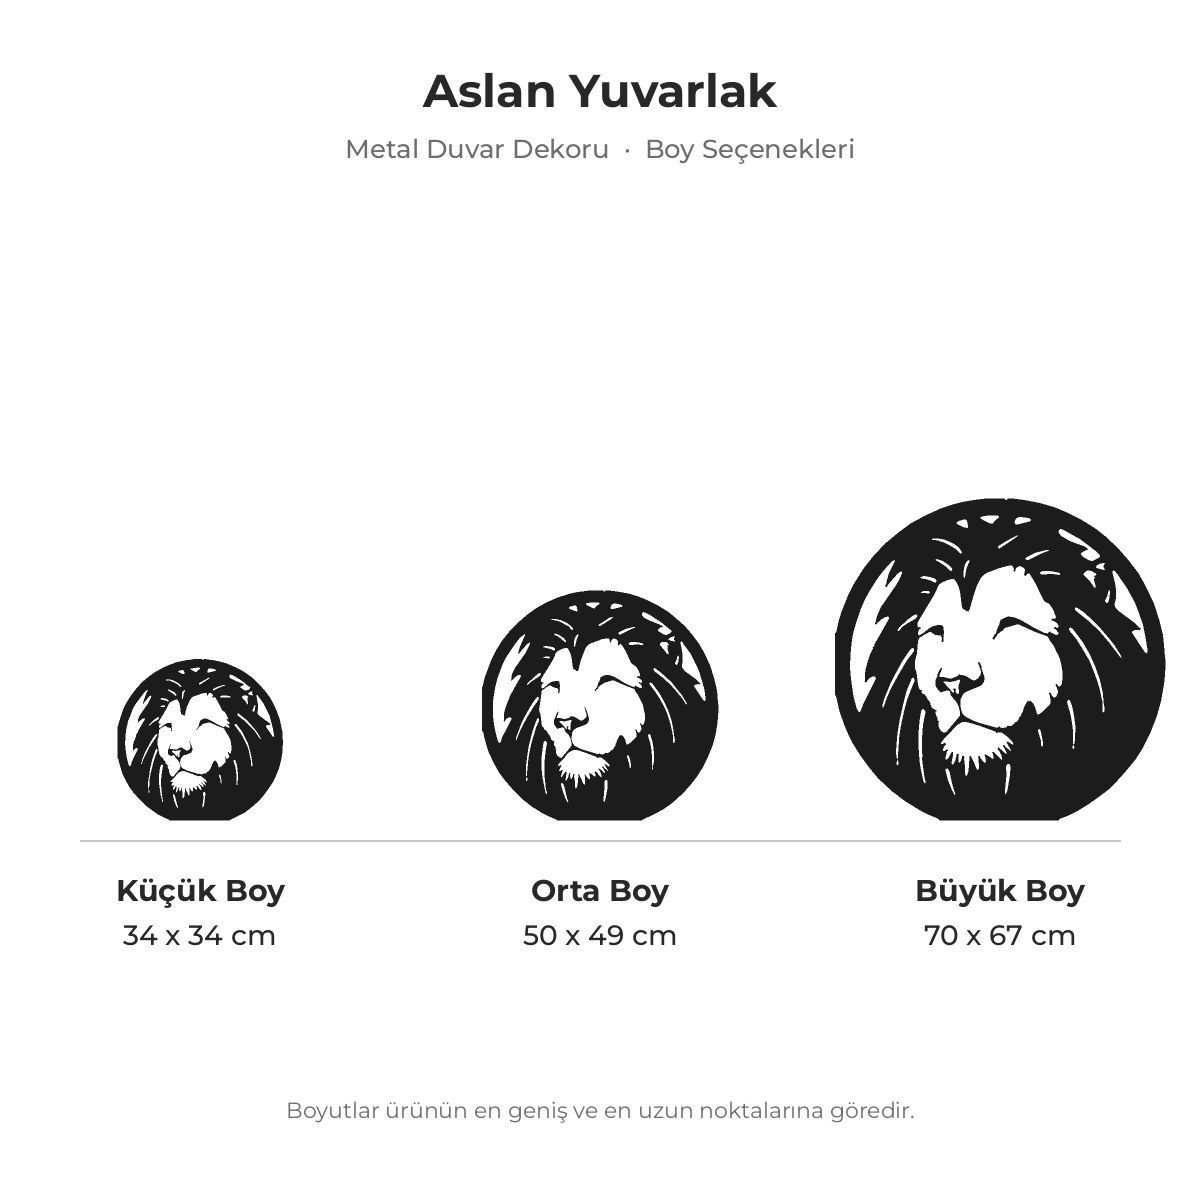 Aslan Yuvarlak
Metal Duvar Dekoru · Boy Seçenekleri
Küçük Boy
34 x 34 cm
Orta Boy
50 x 49 cm
Büyük Boy
70 x 67 cm
Boyutlar ürünün en geniş ve en uzun noktalarına göredir.